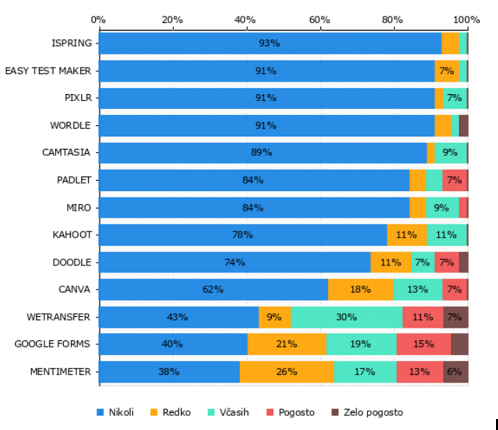 0% 20% 40% 60% 80% 100%
ISPRING 93%
EASY TEST MAKER 91% 7%
PIXLR 91% 7%
WORDLE 91%
CAMTASIA 89% 9%
PADLET 84% 7%
MIRO 84% 9%
KAHOOT 78% 11% 11%
DOODLE 74% 11% 7% 7%
CANVA 62% 18% 13% 7%
WETRANSFER 43% 9% 30% 11% 7%
GOOGLE FORMS 40% 21% 19% 15%
MENTIMETER 38% 26% 17% 13% 6%
Nikoli Redko Včasih Pogosto Zelo pogosto